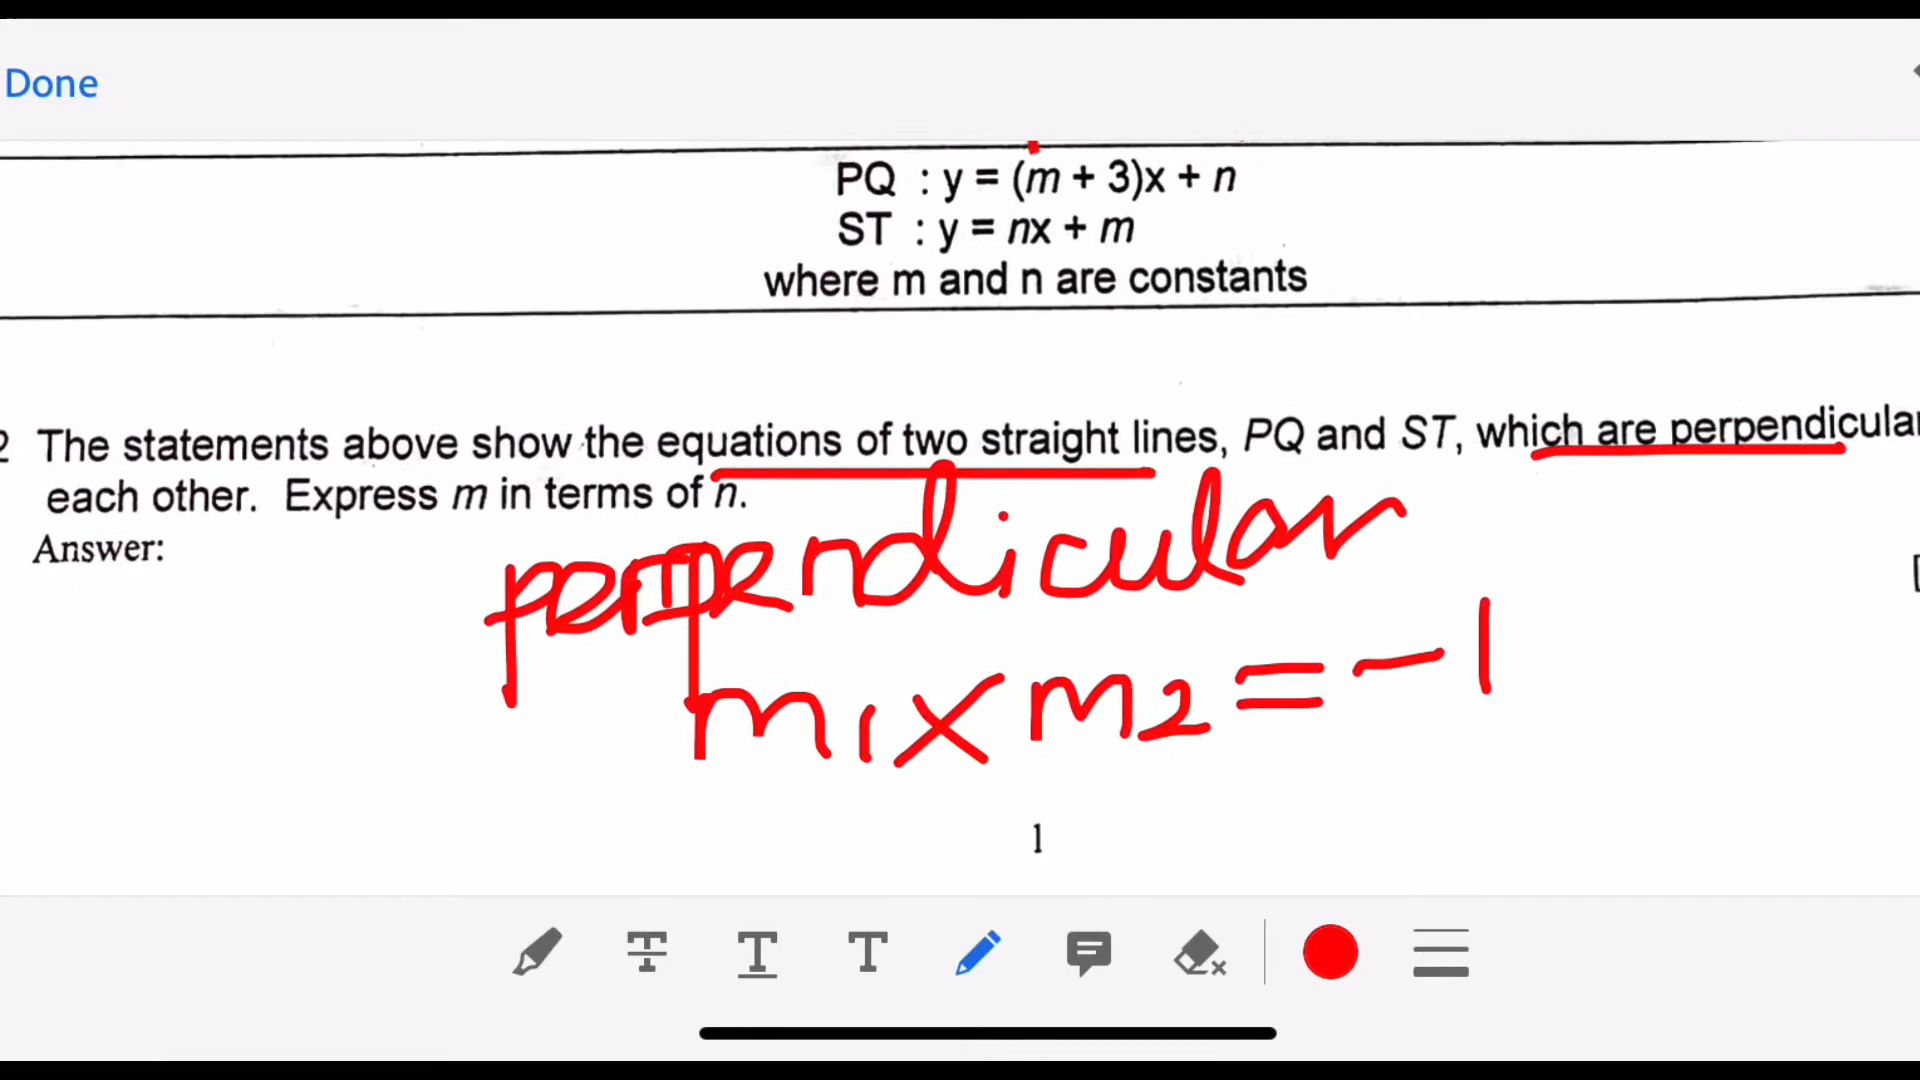 Done
PQ : y = (m + 3)x + n
ST : y = nx + m
where m and n are constants
2 The statements above show the equations of two straight lines, PQ and ST, which are perpendicular
each other. Express m in terms of n.
Answer:
perpendicular
m1 × m2 = -1
1
T T T